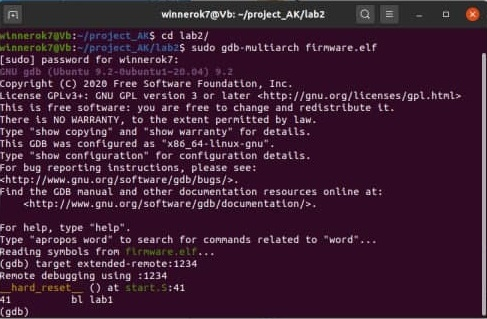 winnerok7@Vb: ~/project_AK/lab2
winnerok7@Vb:~/project_AK$ cd lab2/
winnerok7@Vb:~/project_AK/lab2$ sudo gdb-multiarch firmware.elf
[sudo] password for winnerok7:
GNU gdb (Ubuntu 9.2-0ubuntu1~20.04) 9.2
Copyright (C) 2020 Free Software Foundation, Inc.
License GPLv3+: GNU GPL version 3 or later <http://gnu.org/licenses/gpl.html>
This is free software: you are free to change and redistribute it.
There is NO WARRANTY, to the extent permitted by law.
Type "show copying" and "show warranty" for details.
This GDB was configured as "x86_64-linux-gnu".
Type "show configuration" for configuration details.
For bug reporting instructions, please see:
<http://www.gnu.org/software/gdb/bugs/>.
Find the GDB manual and other documentation resources online at:
    <http://www.gnu.org/software/gdb/documentation/>.
For help, type "help".
Type "apropos word" to search for commands related to "word"...
Reading symbols from firmware.elf...
(gdb) target extended-remote:1234
Remote debugging using :1234
__hard_reset__ () at start.S:41
41          bl lab1
(gdb)